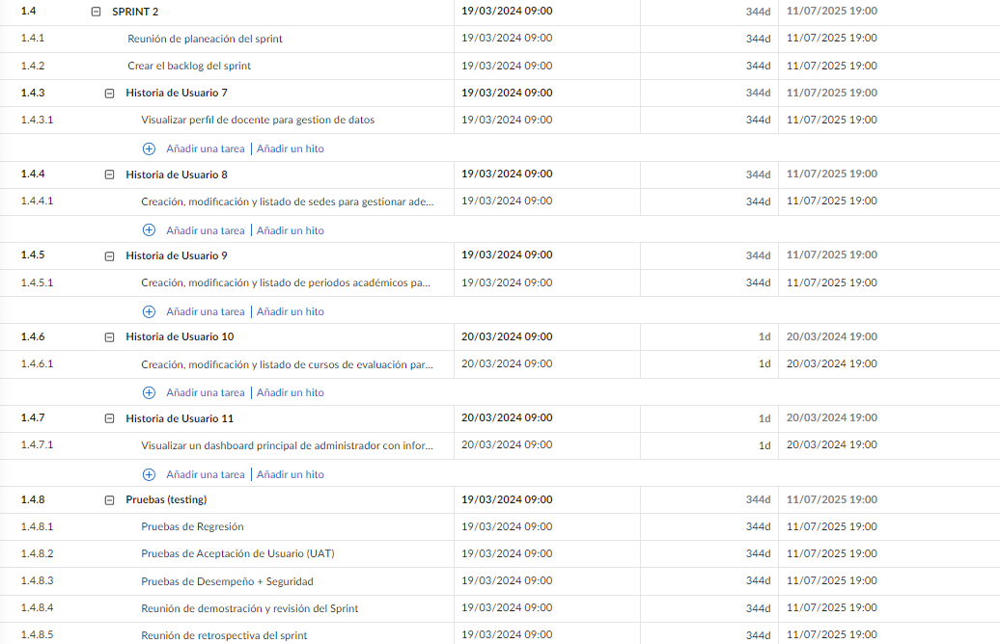 1.4 SPRINT 2 19/03/2024 09:00 344d 11/07/2025 19:00
1.4.1 Reunión de planeación del sprint 19/03/2024 09:00 344d 11/07/2025 19:00
1.4.2 Crear el backlog del sprint 19/03/2024 09:00 344d 11/07/2025 19:00
1.4.3 Historia de Usuario 7 19/03/2024 09:00 344d 11/07/2025 19:00
1.4.3.1 Visualizar perfil de docente para gestion de datos 19/03/2024 09:00 344d 11/07/2025 19:00
Añadir una tarea | Añadir un hito
1.4.4 Historia de Usuario 8 19/03/2024 09:00 344d 11/07/2025 19:00
1.4.4.1 Creación, modificación y listado de sedes para gestionar ade... 19/03/2024 09:00 344d 11/07/2025 19:00
Añadir una tarea | Añadir un hito
1.4.5 Historia de Usuario 9 19/03/2024 09:00 344d 11/07/2025 19:00
1.4.5.1 Creación, modificación y listado de periodos académicos pa... 19/03/2024 09:00 344d 11/07/2025 19:00
Añadir una tarea | Añadir un hito
1.4.6 Historia de Usuario 10 20/03/2024 09:00 1d 20/03/2024 19:00
1.4.6.1 Creación, modificación y listado de cursos de evaluación par... 20/03/2024 09:00 1d 20/03/2024 19:00
Añadir una tarea | Añadir un hito
1.4.7 Historia de Usuario 11 20/03/2024 09:00 1d 20/03/2024 19:00
1.4.7.1 Visualizar un dashboard principal de administrador con infor... 20/03/2024 09:00 1d 20/03/2024 19:00
Añadir una tarea | Añadir un hito
1.4.8 Pruebas (testing) 19/03/2024 09:00 344d 11/07/2025 19:00
1.4.8.1 Pruebas de Regresión 19/03/2024 09:00 344d 11/07/2025 19:00
1.4.8.2 Pruebas de Aceptación de Usuario (UAT) 19/03/2024 09:00 344d 11/07/2025 19:00
1.4.8.3 Pruebas de Desempeño + Seguridad 19/03/2024 09:00 344d 11/07/2025 19:00
1.4.8.4 Reunión de demostración y revisión del Sprint 19/03/2024 09:00 344d 11/07/2025 19:00
1.4.8.5 Reunión de retrospectiva del sprint 19/03/2024 09:00 344d 11/07/2025 19:00